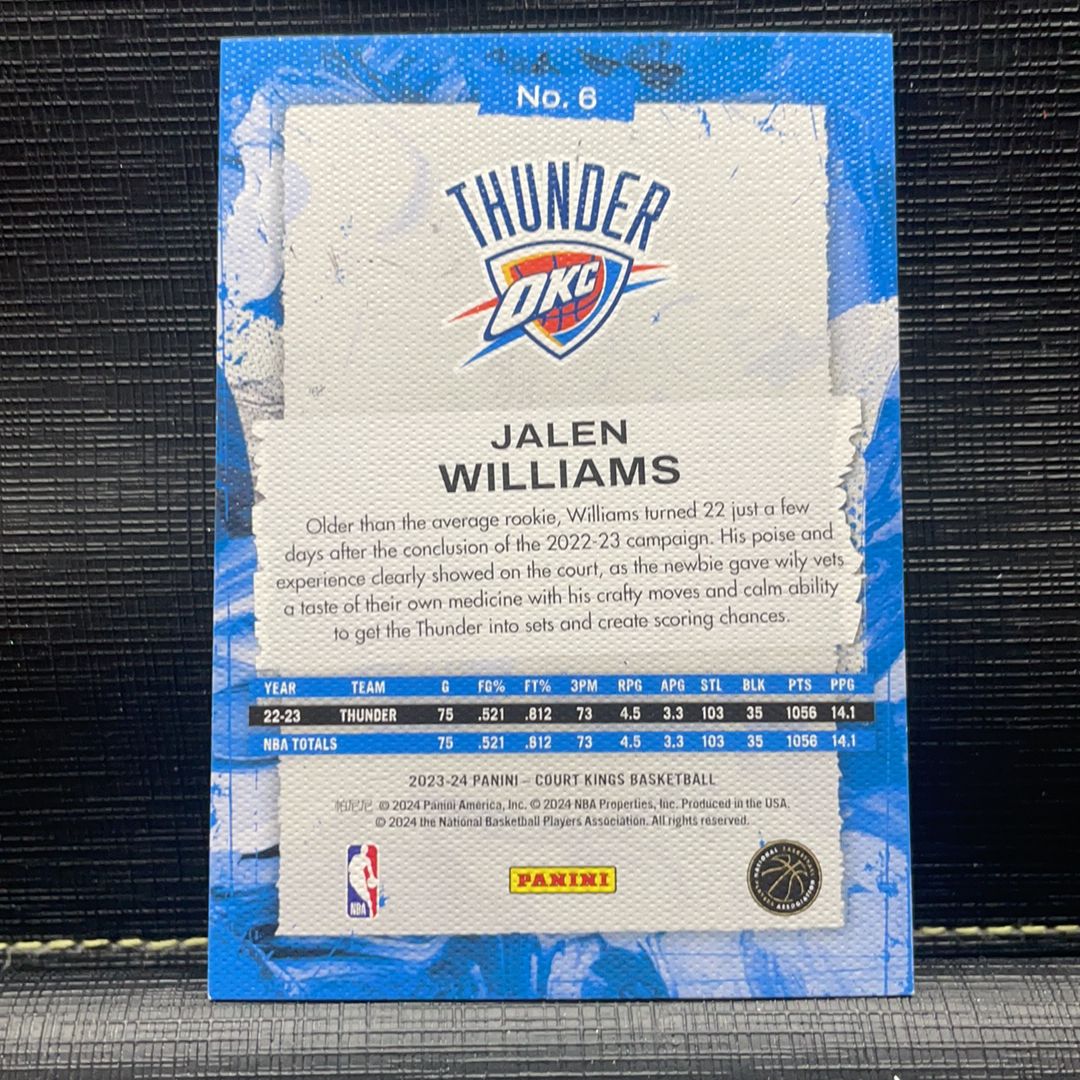 No. 6
THUNDER
OKC
JALEN
WILLIAMS
Older than the average rookie, Williams turned 22 just a few
days after the conclusion of the 2022-23 campaign. His poise and
experience clearly showed on the court, as the newbie gave wily vets
a taste of their own medicine with his crafty moves and calm ability
to get the Thunder into sets and create scoring chances.
YEAR TEAM G FG% FT% 3PM RPG APG STL BLK PTS PPG
22-23 THUNDER 75 .521 .812 73 4.5 3.3 103 35 1056 14.1
NBA TOTALS 75 .521 .812 73 4.5 3.3 103 35 1056 14.1
2023-24 PANINI – COURT KINGS BASKETBALL
帕尼尼 © 2024 Panini America, Inc. © 2024 NBA Properties, Inc. Produced in the USA.
© 2024 the National Basketball Players Association. All rights reserved.
NBA
PANINI
NATIONAL BASKETBALL PLAYERS ASSOCIATION